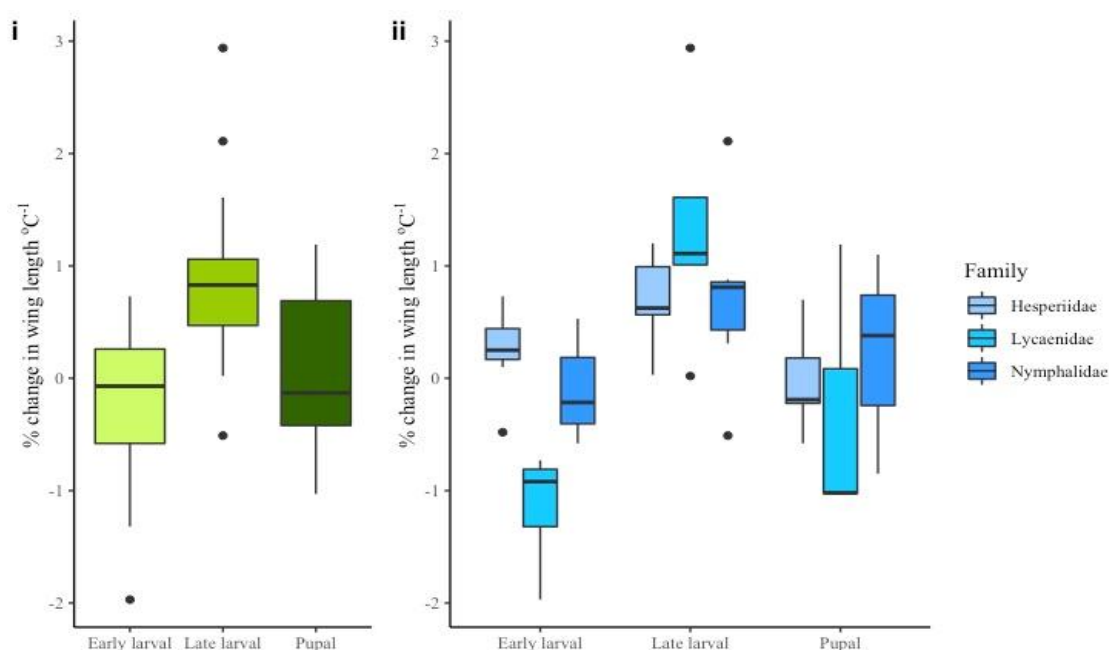 i
% change in wing length °C⁻¹
3
2
1
0
-1
-2
Early larval Late larval Pupal
ii
% change in wing length °C⁻¹
3
2
1
0
-1
-2
Early larval Late larval Pupal
Family
Hesperiidae
Lycaenidae
Nymphalidae